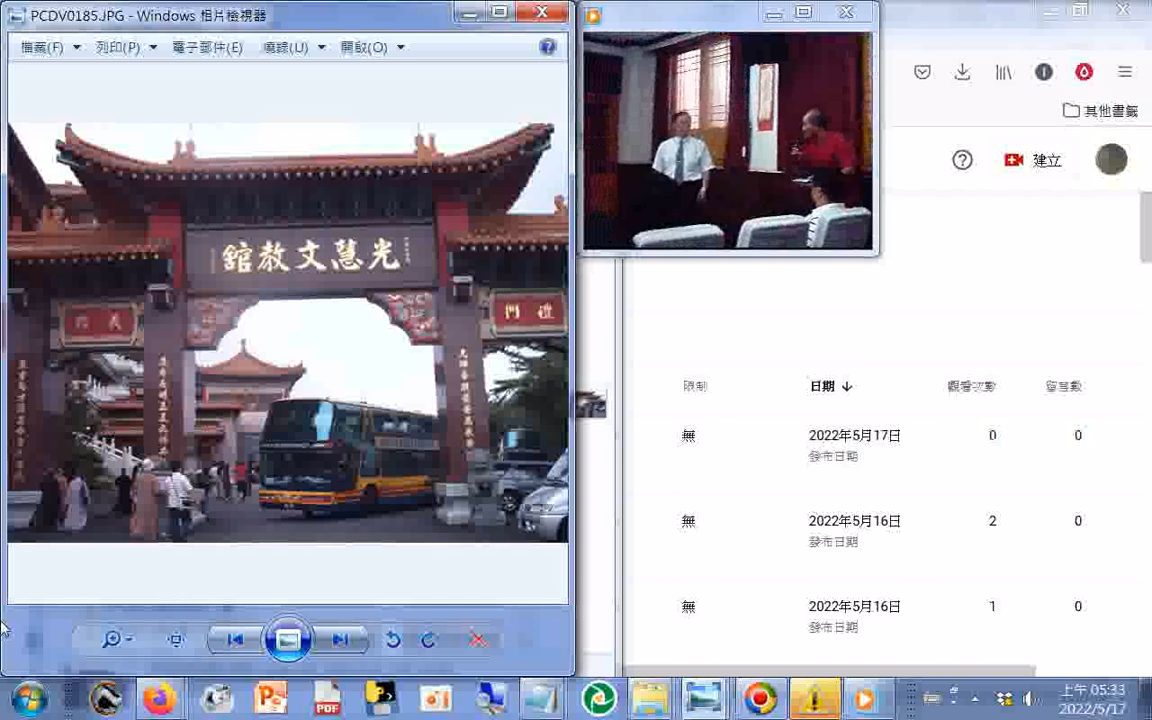 PCDV0185.JPG - Windows 相片檢視器
檔案(F) 列印(P) 電子郵件(E) 燒錄(U) 開啟(O)
館教文慧光
禮門
其他書籤
建立
限制 日期 觀看次數 留言數
無 2022年5月17日 0 0
發布日期
無 2022年5月16日 2 0
發布日期
無 2022年5月16日 1 0
發布日期
PDF
上午 05:33
2022/5/17